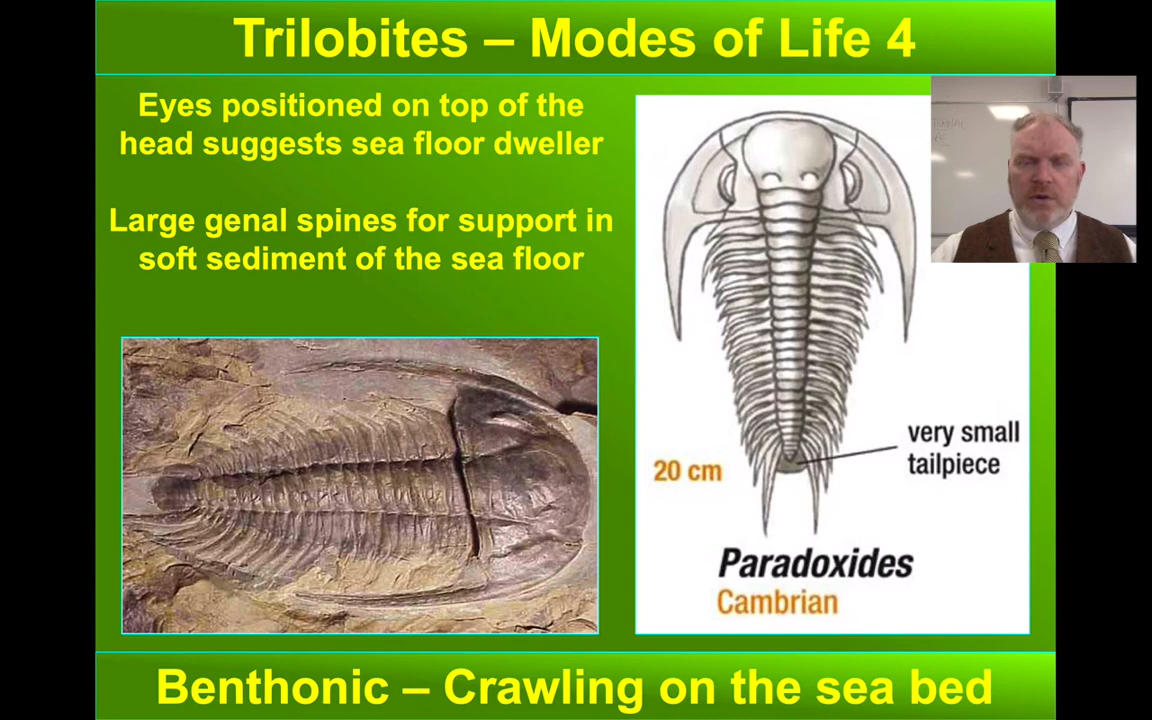 Trilobites – Modes of Life 4
Eyes positioned on top of the
head suggests sea floor dweller
Large genal spines for support in
soft sediment of the sea floor
very small
tailpiece
20 cm
Paradoxides
Cambrian
Benthonic – Crawling on the sea bed